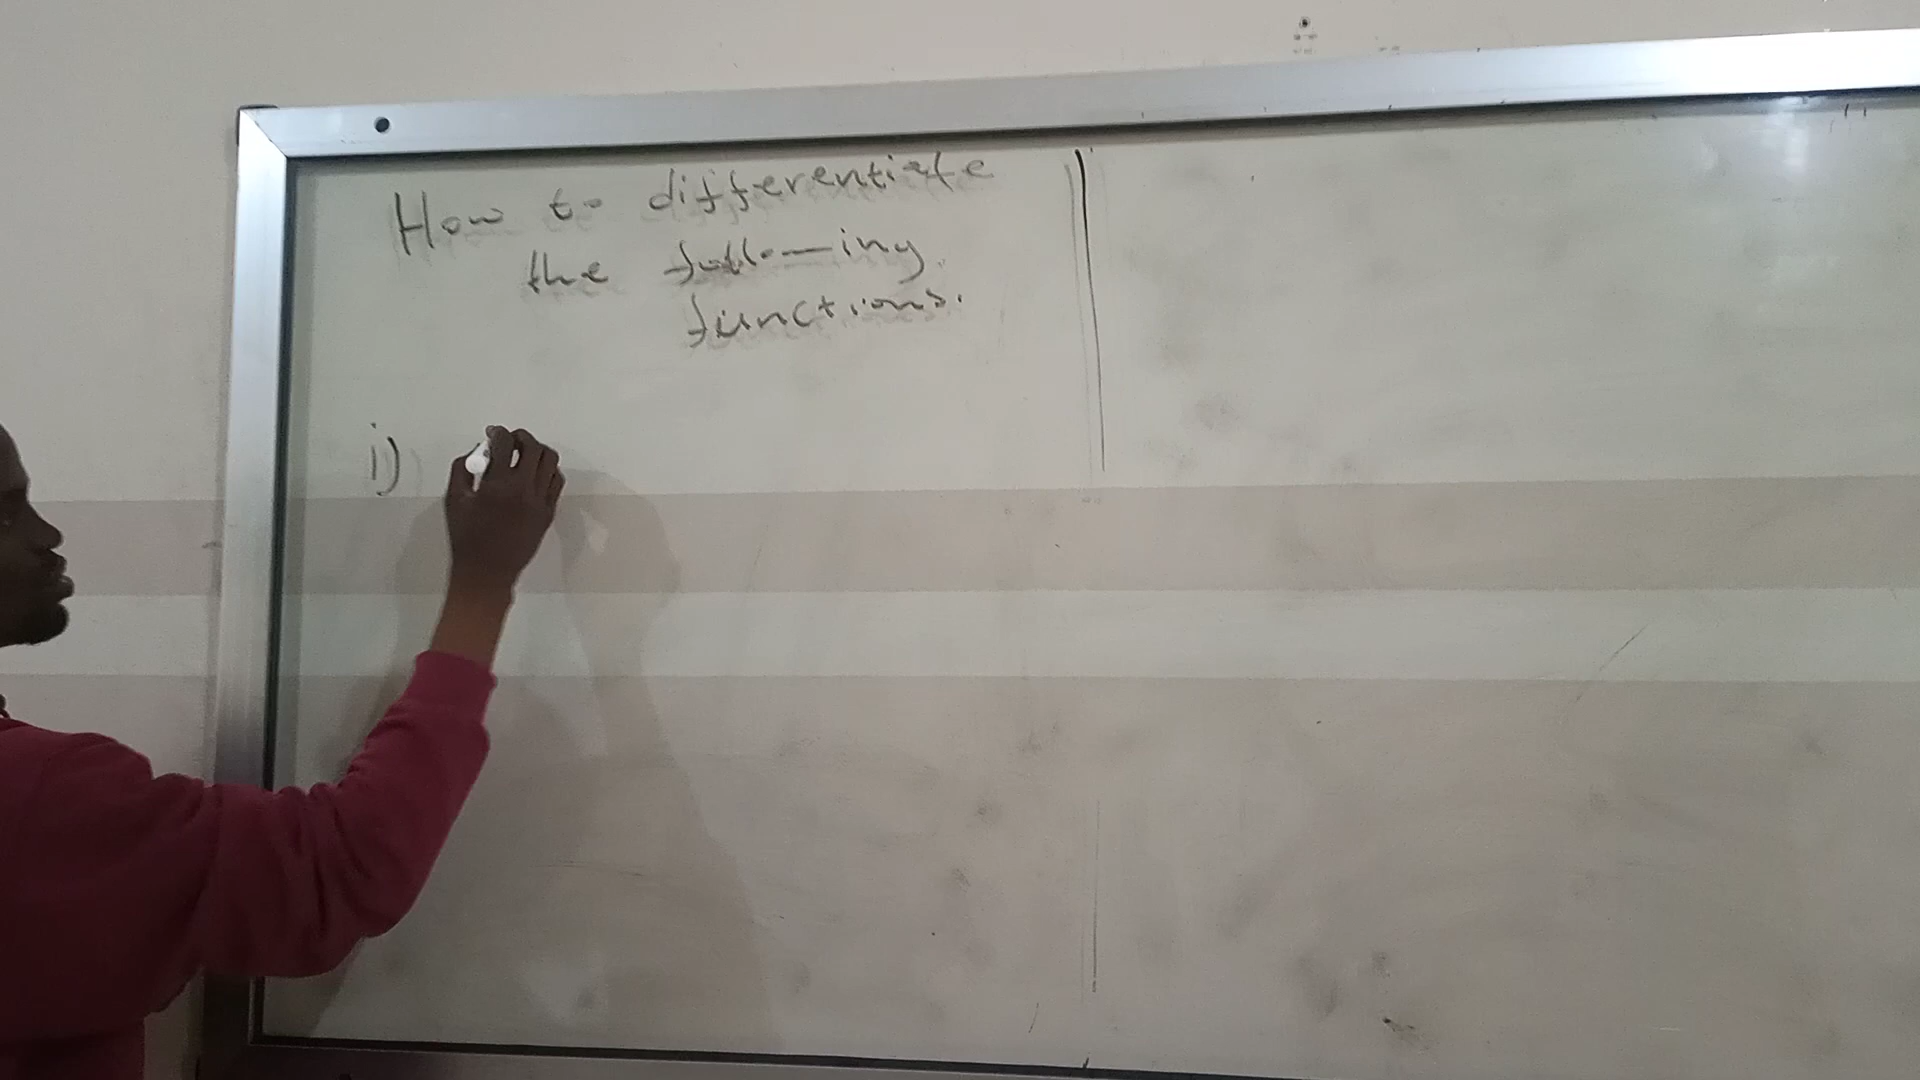 How to differentiate
the following
functions.
i)